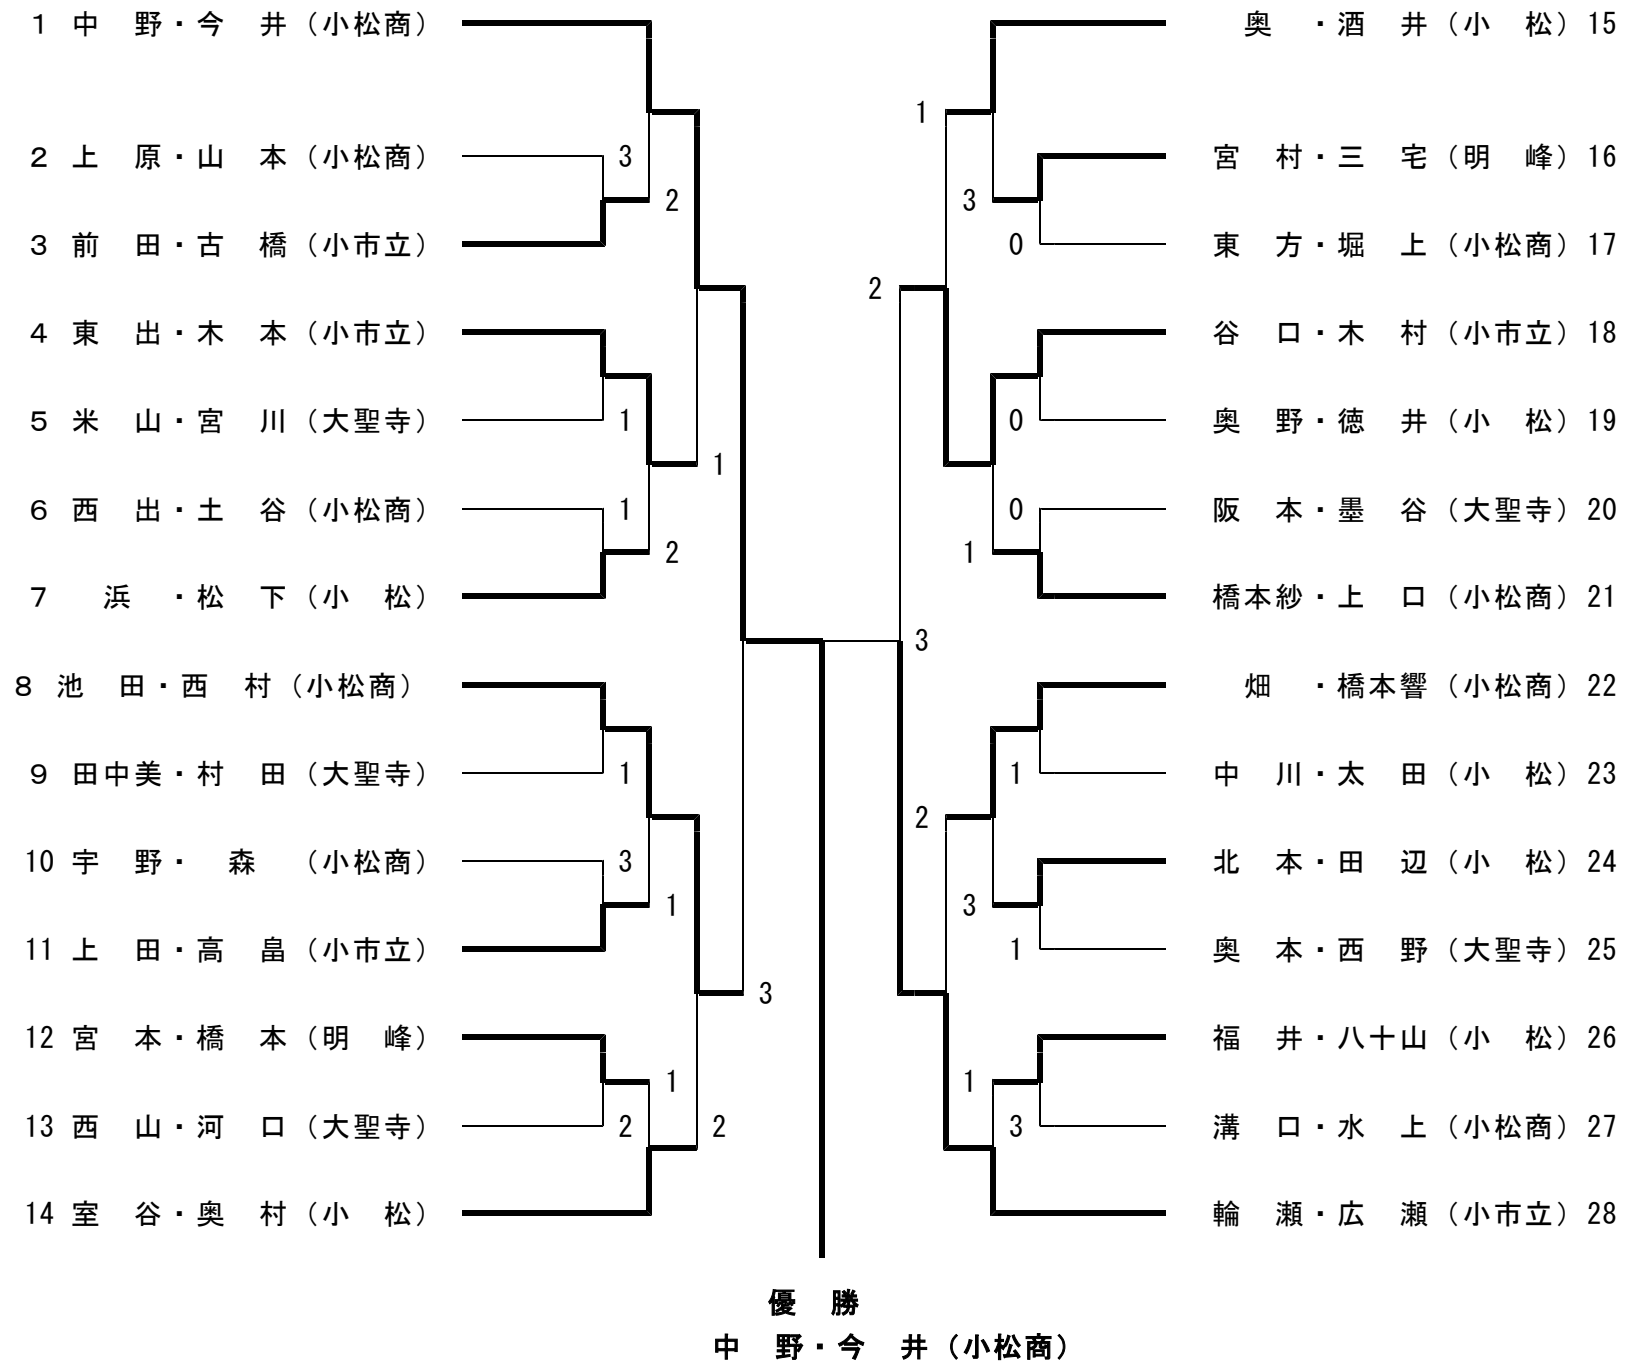 1 中　野・今　井（小松商）
2 上　原・山　本（小松商）
3 前　田・古　橋（小市立）
4 東　出・木　本（小市立）
5 米　山・宮　川（大聖寺）
6 西　出・土　谷（小松商）
7 　浜　・松　下（小　松）
8 池　田・西　村（小松商）
9 田中美・村　田（大聖寺）
10 宇　野・　森　（小松商）
11 上　田・高　畠（小市立）
12 宮　本・橋　本（明　峰）
13 西　山・河　口（大聖寺）
14 室　谷・奥　村（小　松）
3
2
1
1
1
2
1
3
1
3
1
2
2
1
3
0
2
0
0
1
3
1
2
3
1
1
3
奥　・酒　井（小　松）15
宮　村・三　宅（明　峰）16
東　方・堀　上（小松商）17
谷　口・木　村（小市立）18
奥　野・徳　井（小　松）19
阪　本・墨　谷（大聖寺）20
橋本紗・上　口（小松商）21
畑　・橋本響（小松商）22
中　川・太　田（小　松）23
北　本・田　辺（小　松）24
奥　本・西　野（大聖寺）25
福　井・八十山（小　松）26
溝　口・水　上（小松商）27
輪　瀬・広　瀬（小市立）28
優　勝
中　野・今　井（小松商）